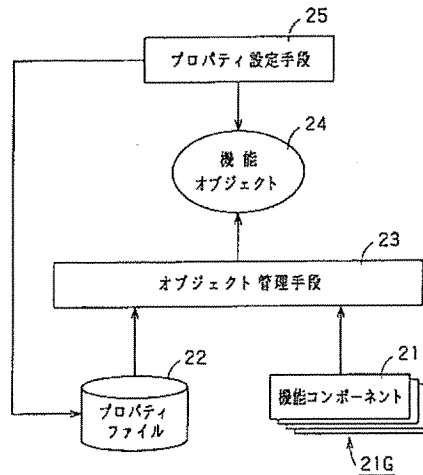 25
プロパティ設定手段
24
機能
オブジェクト
23
オブジェクト管理手段
22
プロパティ
ファイル
21
機能コンポーネント
21G